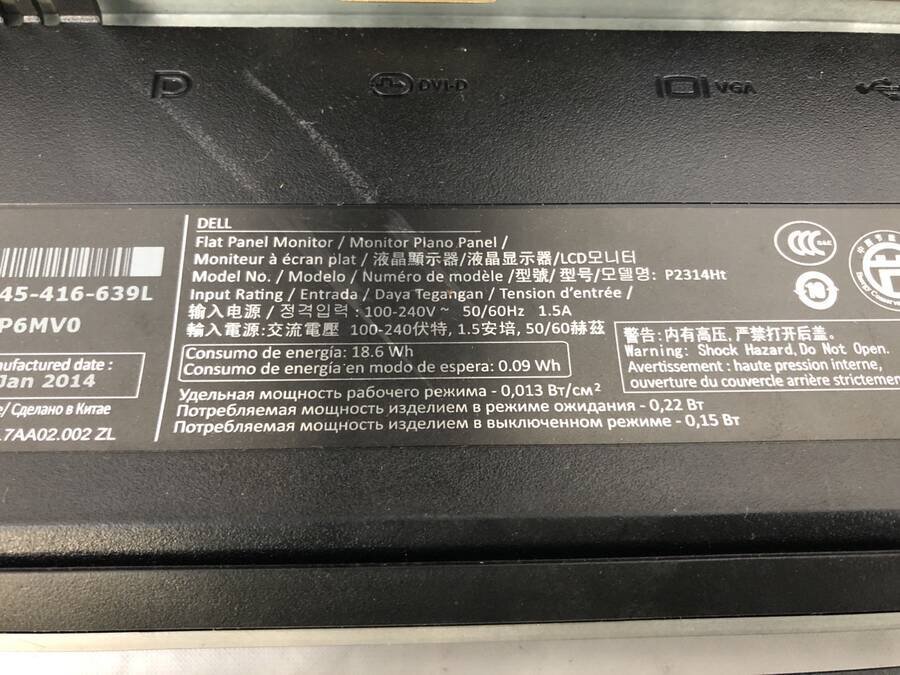 DVI-D
VGA
45-416-639L
P6MV0
nufactured date :
Jan 2014
e/ Сделано в Китае
.7AA02.002 ZL
DELL
Flat Panel Monitor / Monitor Plano Panel /
Moniteur à écran plat / 液晶顯示器/液晶显示器/LCD모니터
Model No. / Modelo / Numéro de modèle /型號/ 型号/모델명: P2314Ht
Input Rating / Entrada / Daya Tegangan / Tension d'entrée /
输入电源 / 정격입력 : 100-240V ~ 50/60Hz 1.5A
輸入電源:交流電壓 100-240伏特, 1.5安培, 50/60赫茲
Consumo de energía: 18.6 Wh
Consumo de energía en modo de espera: 0.09 Wh
Удельная мощность рабочего режима - 0,013 Вт/см²
Потребляемая мощность изделием в режиме ожидания - 0,22 Вт
Потребляемая мощность изделием в выключенном режиме - 0,15 Вт
10
警告: 内有高压, 严禁打开后盖。
Warning: Shock Hazard, Do Not Open.
Avertissement : haute pression interne,
ouverture du couvercle arrière strictemen